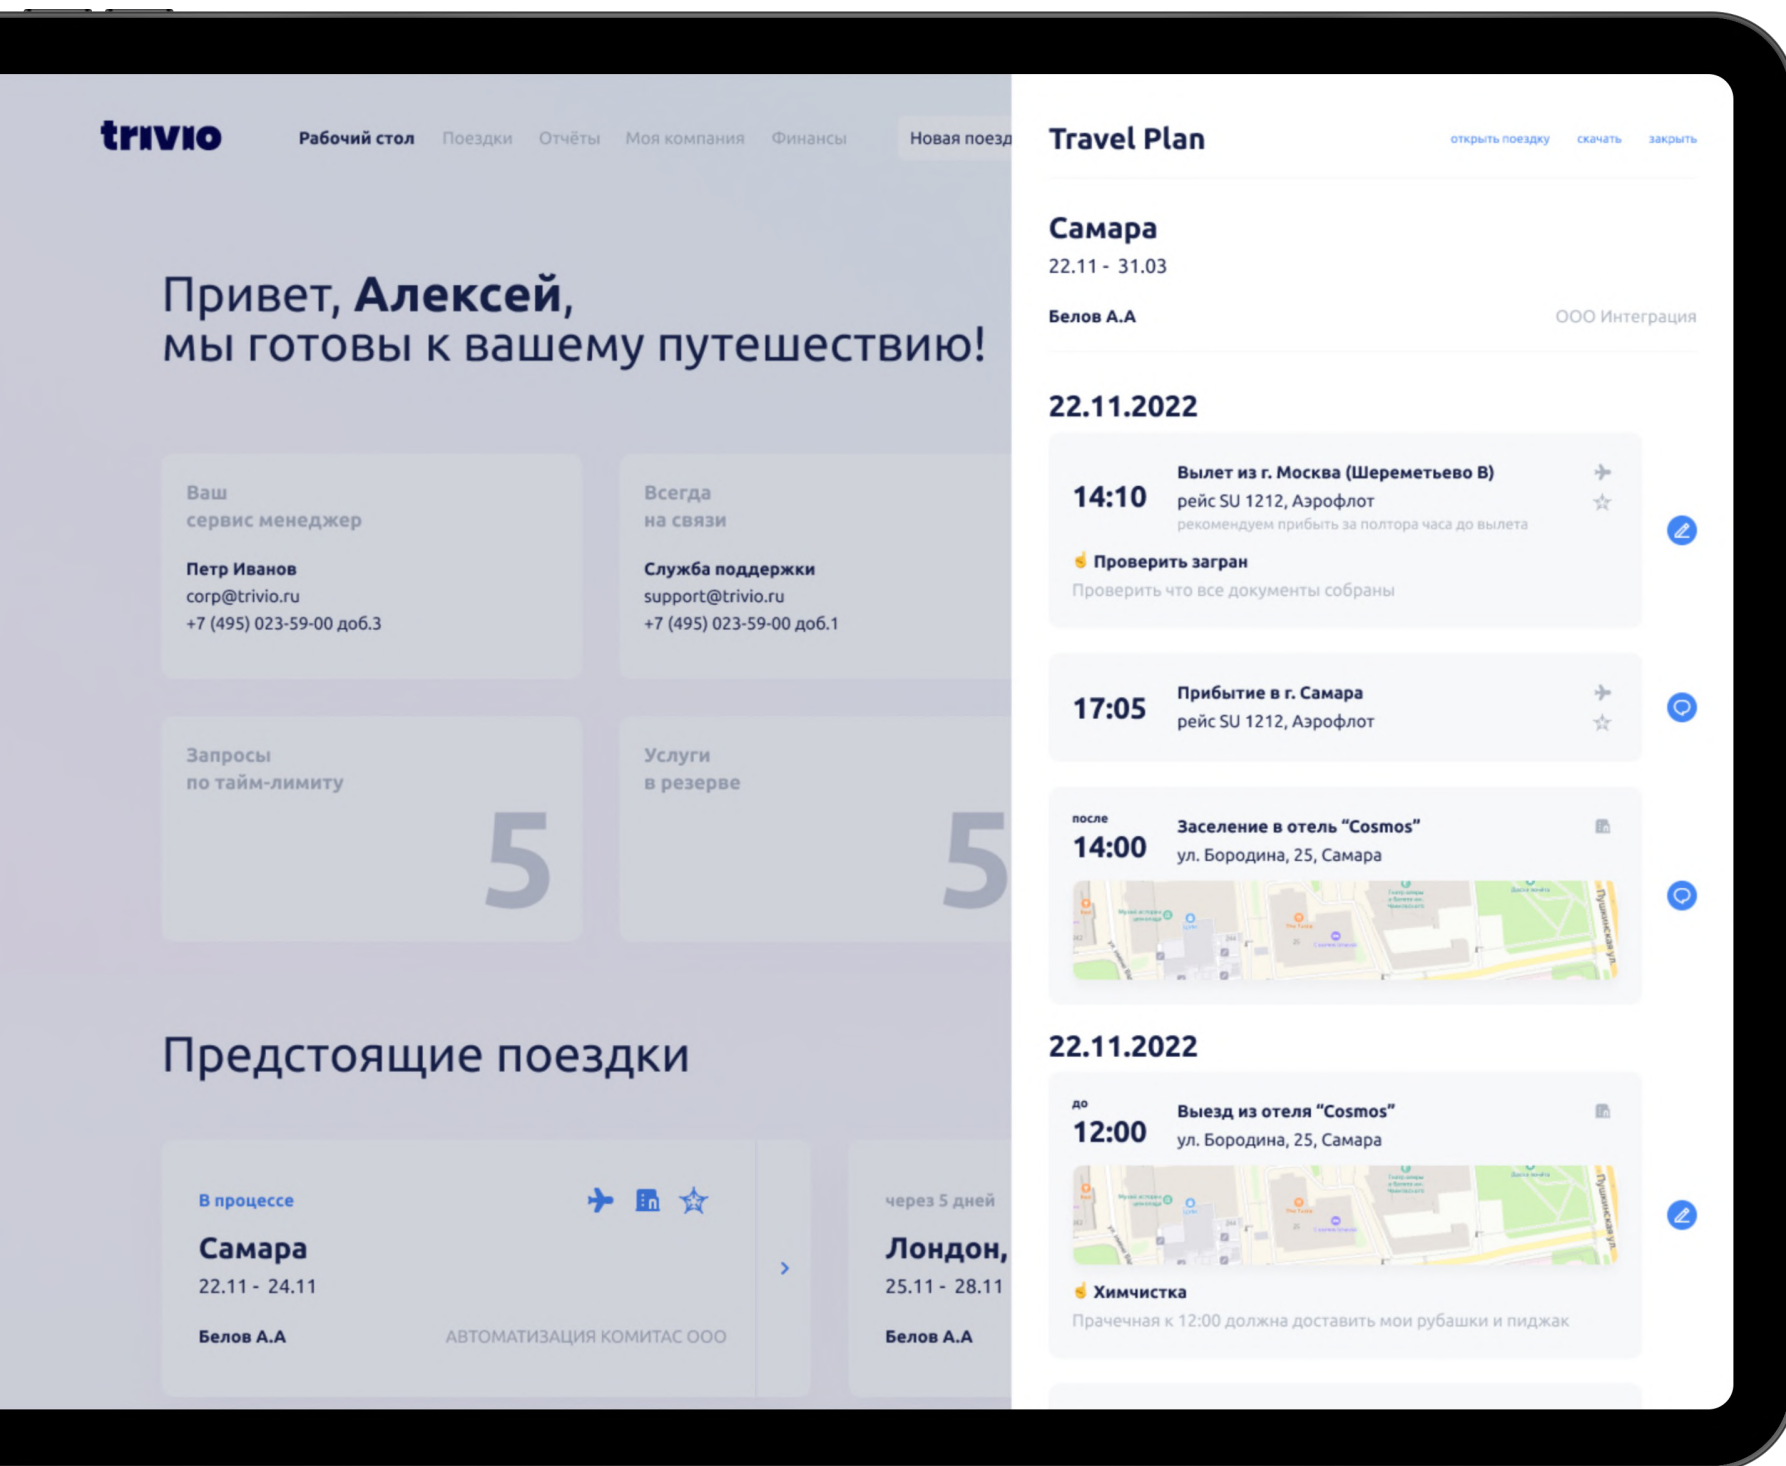 trivio
Рабочий стол Поездки Отчёты Моя компания Финансы Новая поезд
Привет, Алексей,
мы готовы к вашему путешествию!
Ваш
сервис менеджер
Петр Иванов
corp@trivio.ru
+7 (495) 023-59-00 доб.3
Всегда
на связи
Служба поддержки
support@trivio.ru
+7 (495) 023-59-00 доб.1
Запросы
по тайм-лимиту
5
Услуги
в резерве
5
Предстоящие поездки
В процессе
Самара
22.11 - 24.11
Белов А.А АВТОМАТИЗАЦИЯ КОМИТАС ООО
через 5 дней
Лондон,
25.11 - 28.11
Белов А.А
Travel Plan
открыть поездку скачать закрыть
Самара
22.11 - 31.03
Белов А.А ООО Интеграция
22.11.2022
14:10
Вылет из г. Москва (Шереметьево В)
рейс SU 1212, Аэрофлот
рекомендуем прибыть за полтора часа до вылета
☝ Проверить загран
Проверить что все документы собраны
17:05
Прибытие в г. Самара
рейс SU 1212, Аэрофлот
после
14:00
Заселение в отель “Cosmos”
ул. Бородина, 25, Самара
Пушкинская ул.
22.11.2022
до
12:00
Выезд из отеля “Cosmos”
ул. Бородина, 25, Самара
Пушкинская ул.
☝ Химчистка
Прачечная к 12:00 должна доставить мои рубашки и пиджак